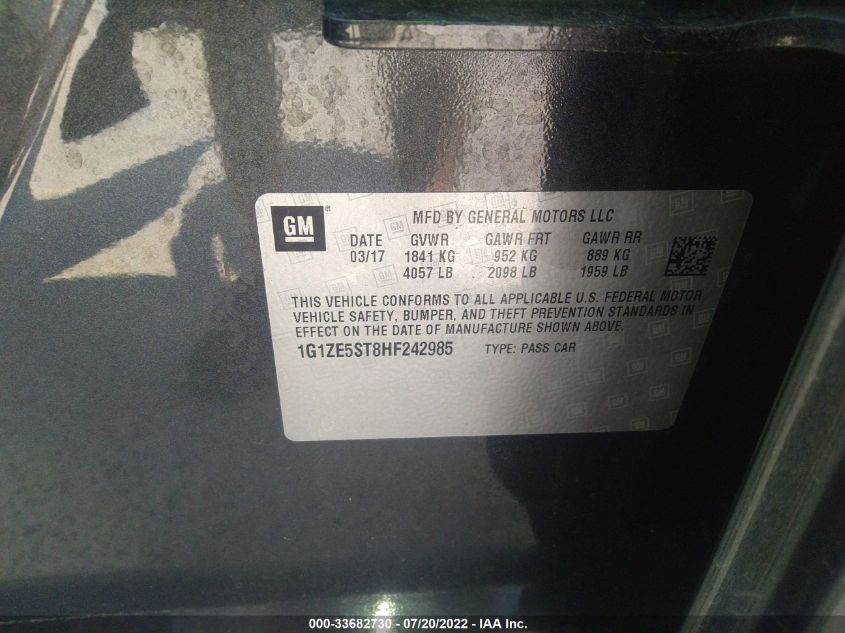 GM
MFD BY GENERAL MOTORS LLC
DATE GVWR GAWR FRT GAWR RR
03/17 1841 KG 952 KG 889 KG
4057 LB 2098 LB 1959 LB
THIS VEHICLE CONFORMS TO ALL APPLICABLE U.S. FEDERAL MOTOR
VEHICLE SAFETY, BUMPER, AND THEFT PREVENTION STANDARDS IN
EFFECT ON THE DATE OF MANUFACTURE SHOWN ABOVE.
1G1ZE5ST8HF242985 TYPE: PASS CAR
000-33682730 - 07/20/2022 - IAA Inc.